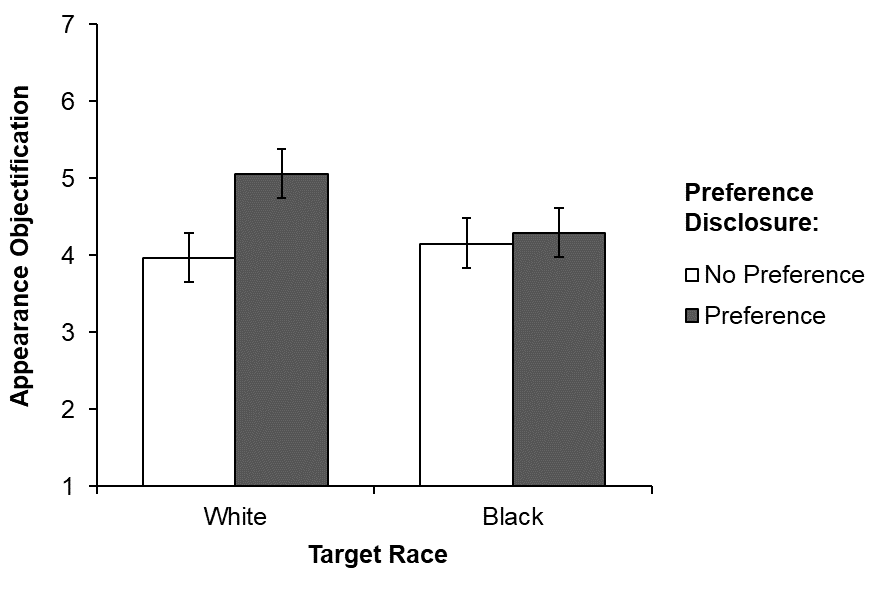 7
6
5
4
3
2
1
Appearance Objectification
White
Black
Target Race
Preference
Disclosure:
No Preference
Preference